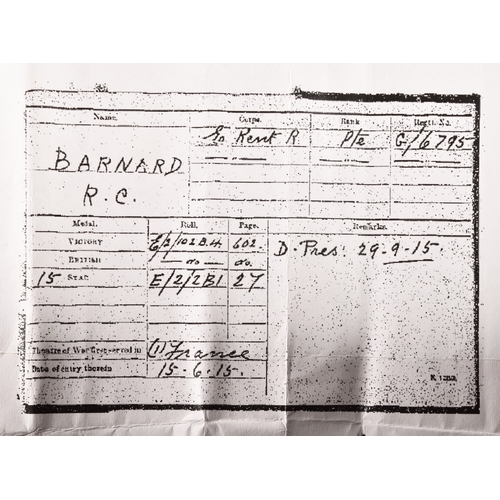 Name. Corps. Rank Regtl. No.
BARNARD
R. C.
Kent R Pte G/6795
Medal. Roll. Page. Remarks.
VICTORY E/2/102 B.4 602 D. Pres: 29-9-15.
BRITISH do do.
15 STAR E/2/2B1 27
Theatre of War first served in (1) France
Date of entry therein 15-6-15.